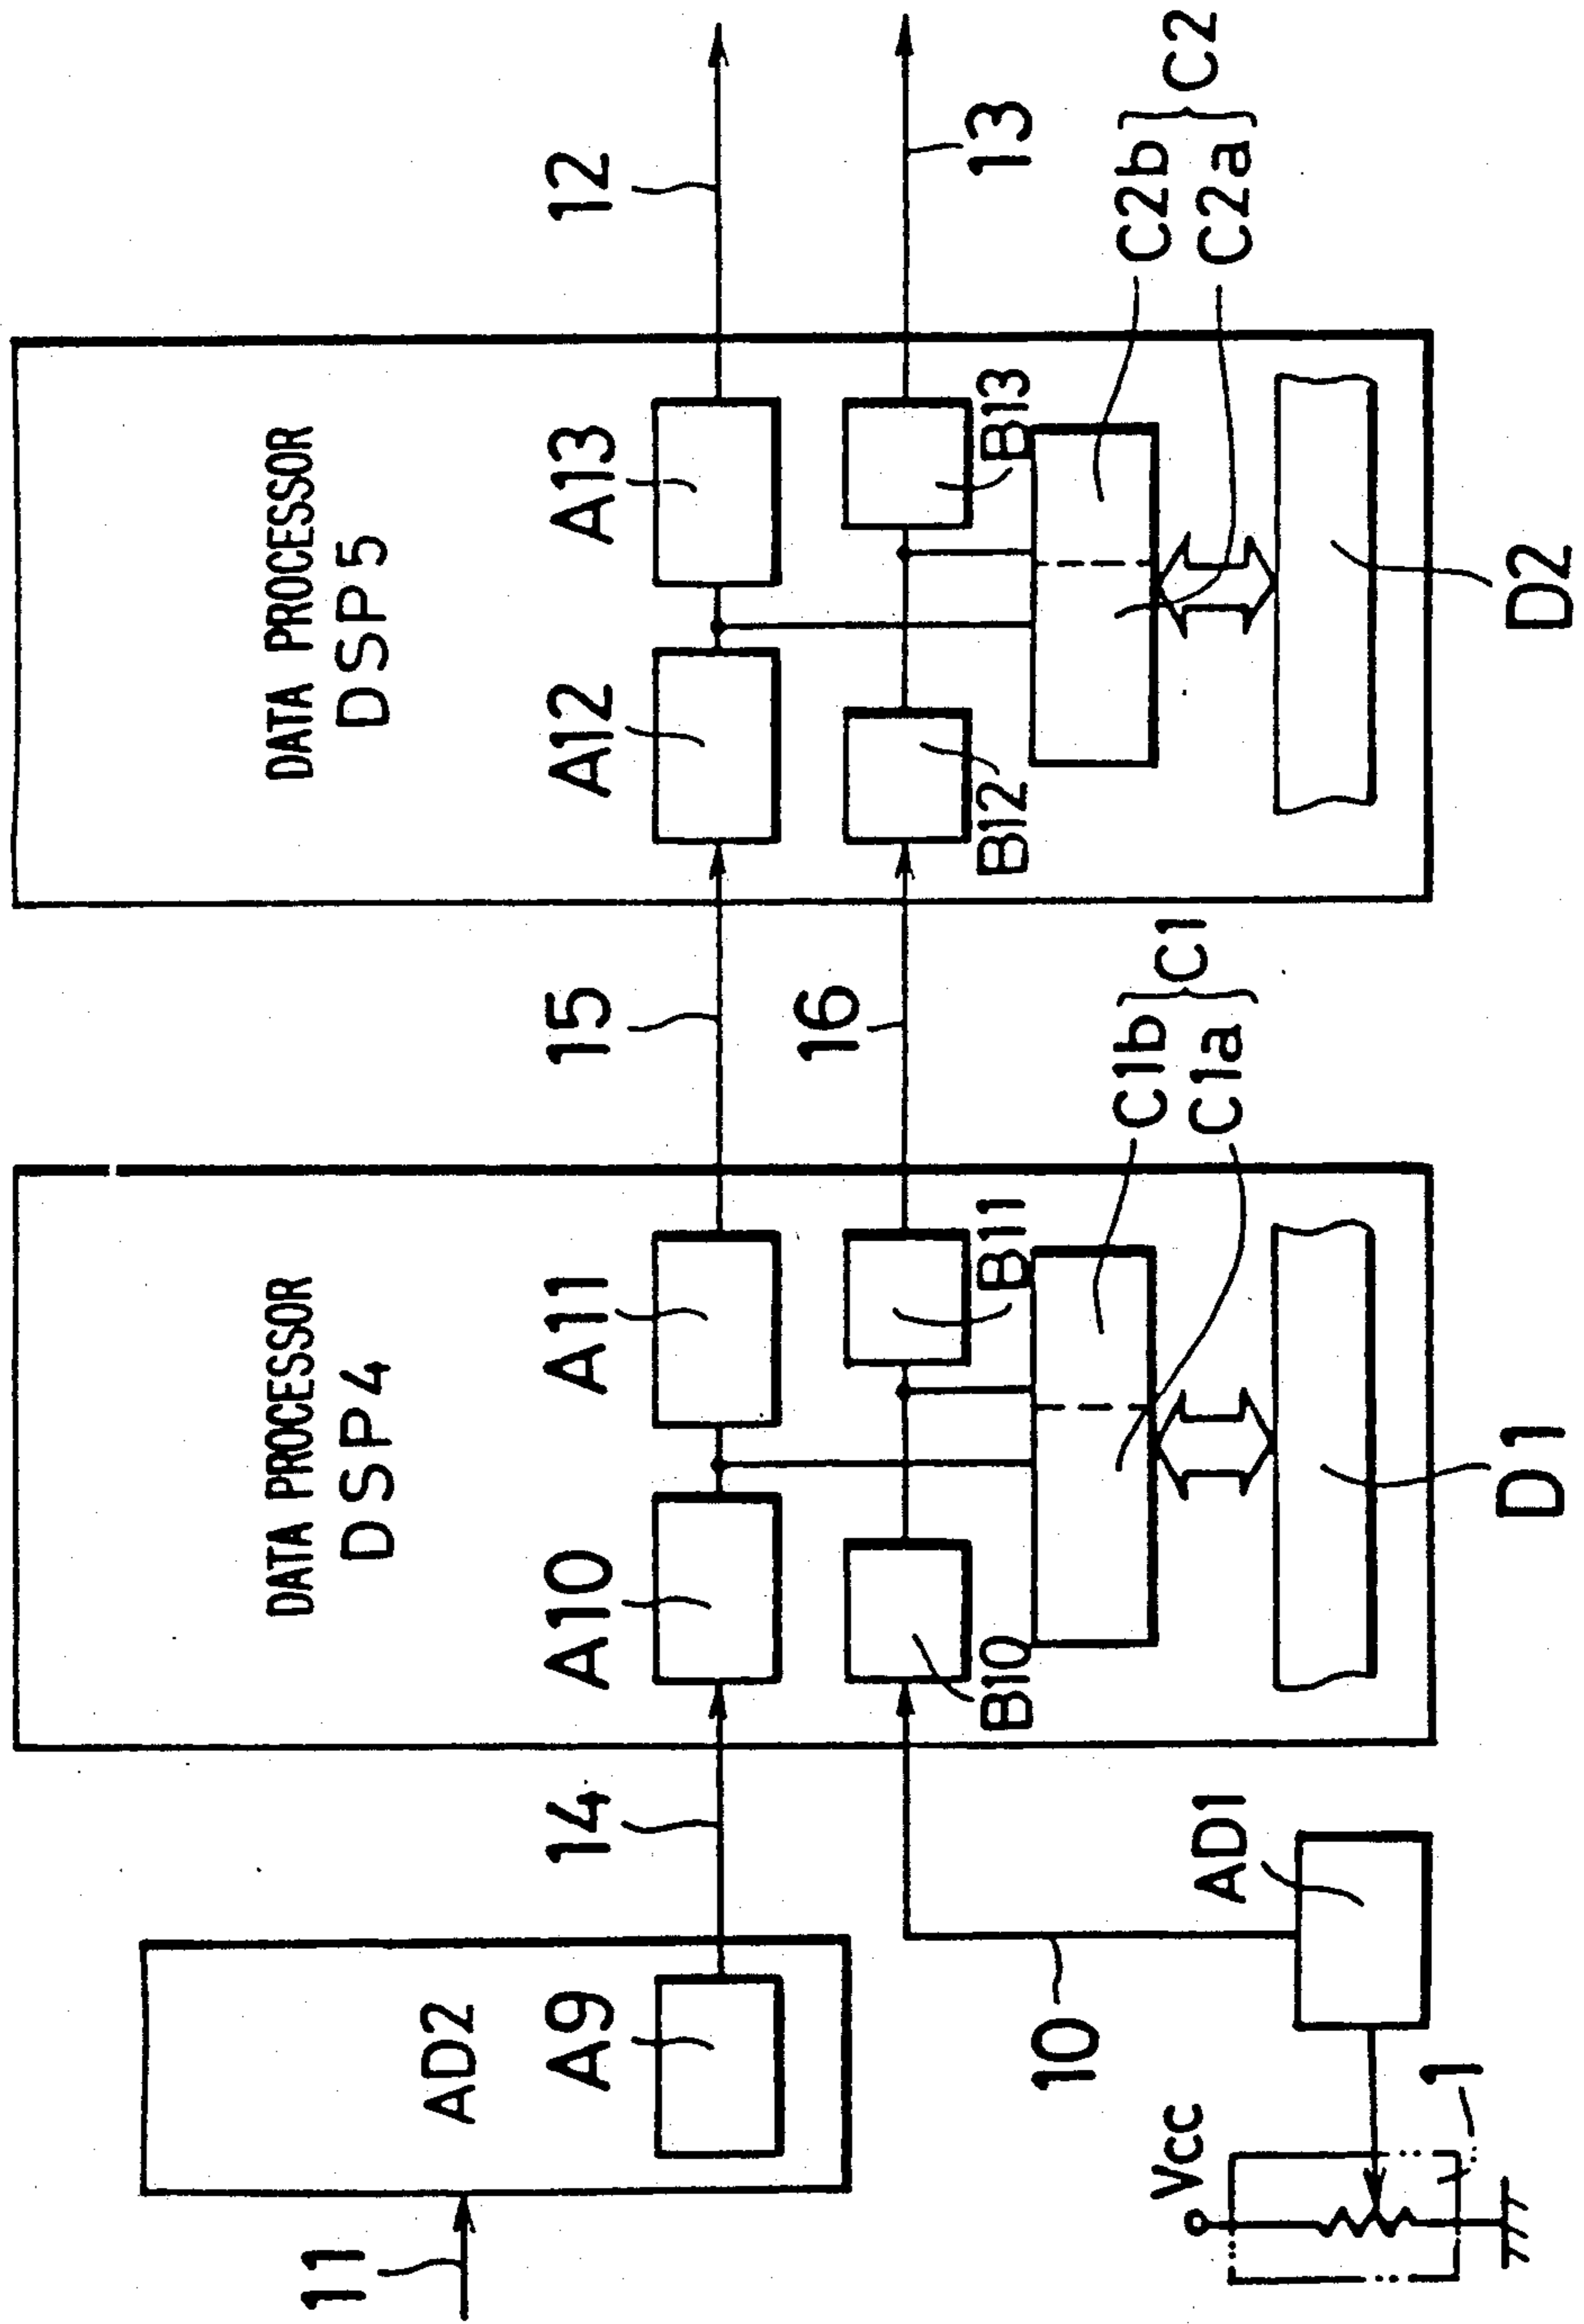 11
AD2
A9
14
DATA PROCESSOR
DSP4
A10
A11
B10
B11
15
16
C1b
C1a
C1
D1
DATA PROCESSOR
DSP5
A12
A13
B12
B13
12
13
C2b
C2a
C2
D2
10
AD1
Vcc
1